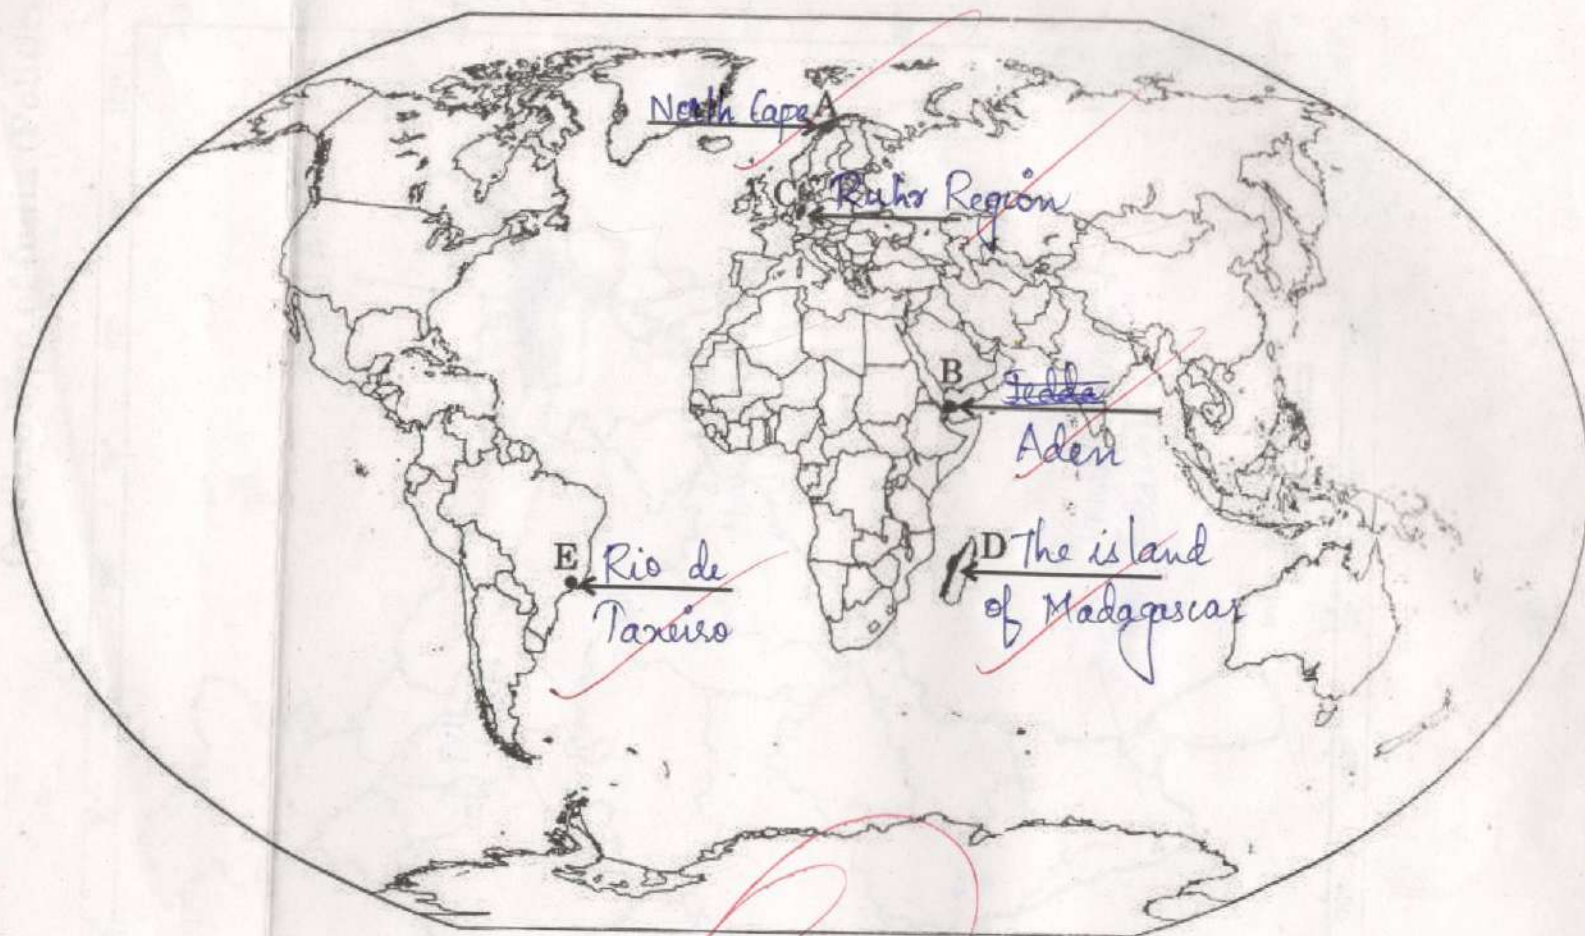 North Cape A
C Ruhr Region
B
Jedda
Aden
E Rio de
Janeiro
D The island
of Madagascar